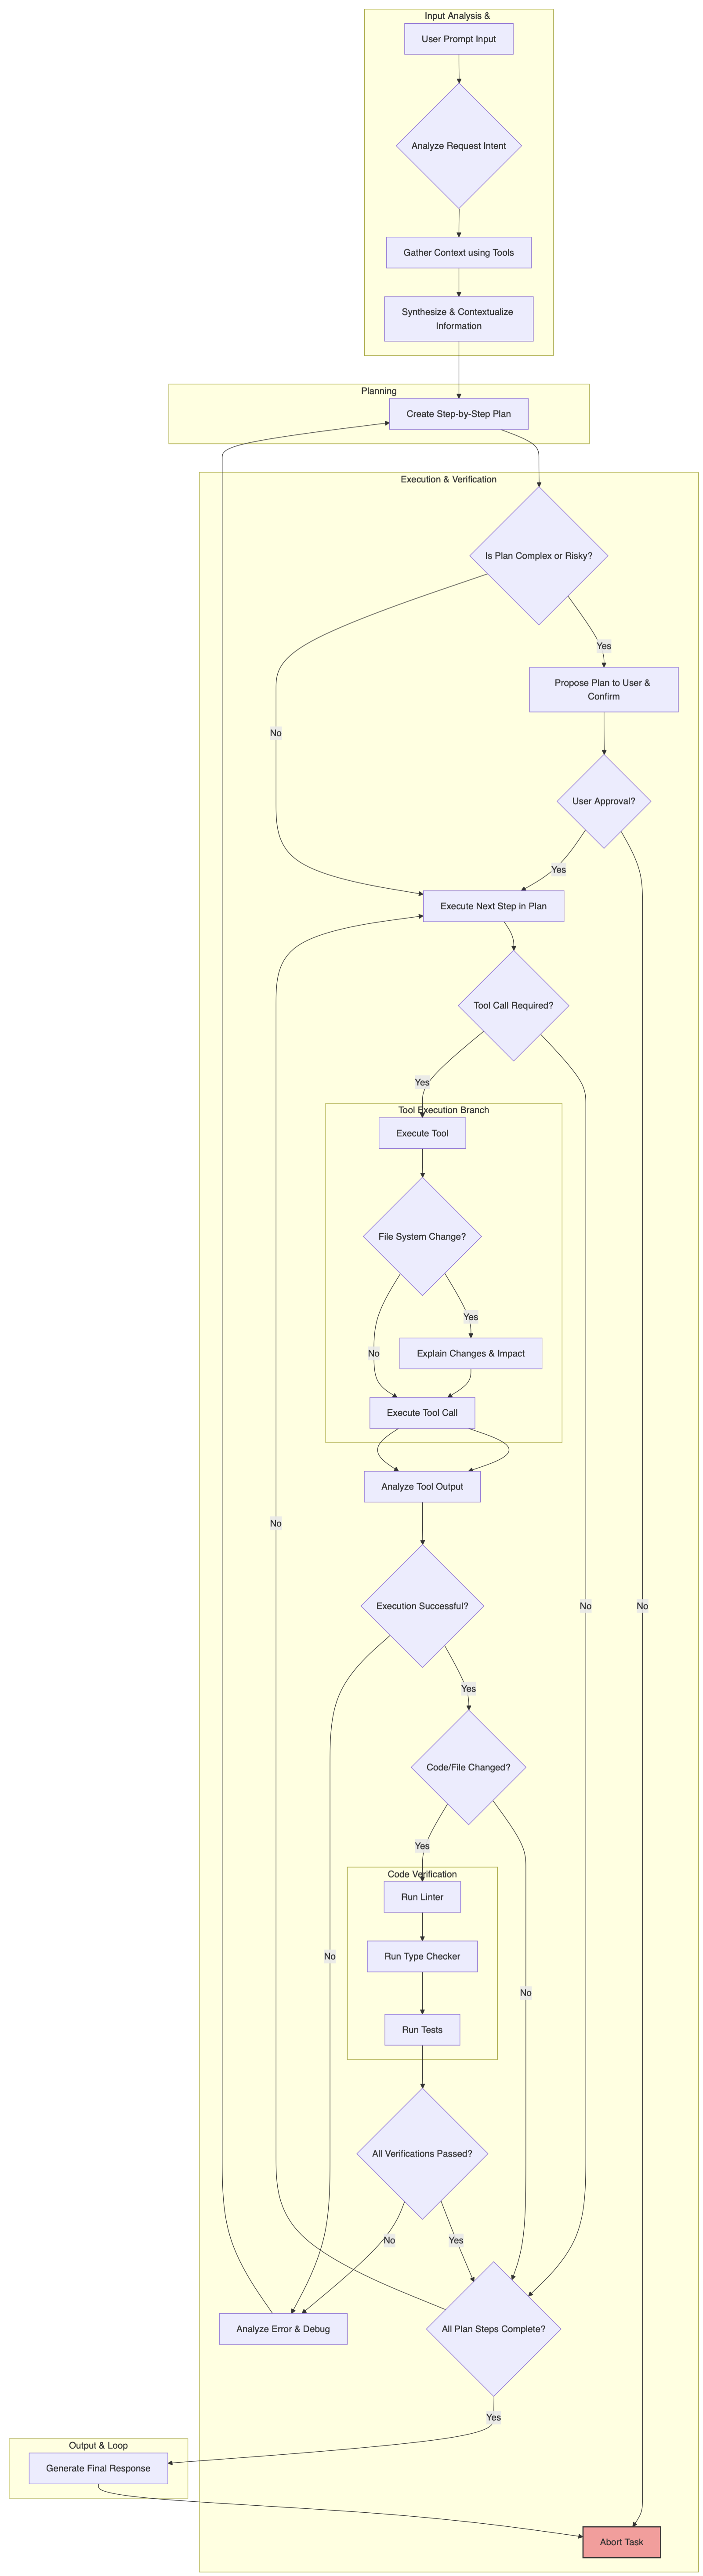 Input Analysis &
User Prompt Input
Analyze Request Intent
Gather Context using Tools
Synthesize & Contextualize
Information
Planning
Create Step-by-Step Plan
Execution & Verification
Is Plan Complex or Risky?
Yes
Propose Plan to User &
Confirm
No
User Approval?
Yes
Execute Next Step in Plan
Tool Call Required?
Yes
Tool Execution Branch
Execute Tool
File System Change?
Yes
No
Explain Changes & Impact
Execute Tool Call
Analyze Tool Output
No
Execution Successful?
No
No
Yes
Code/File Changed?
Yes
Code Verification
Run Linter
Run Type Checker
No
No
Run Tests
All Verifications Passed?
No
Yes
Analyze Error & Debug
All Plan Steps Complete?
Yes
Output & Loop
Generate Final Response
Abort Task